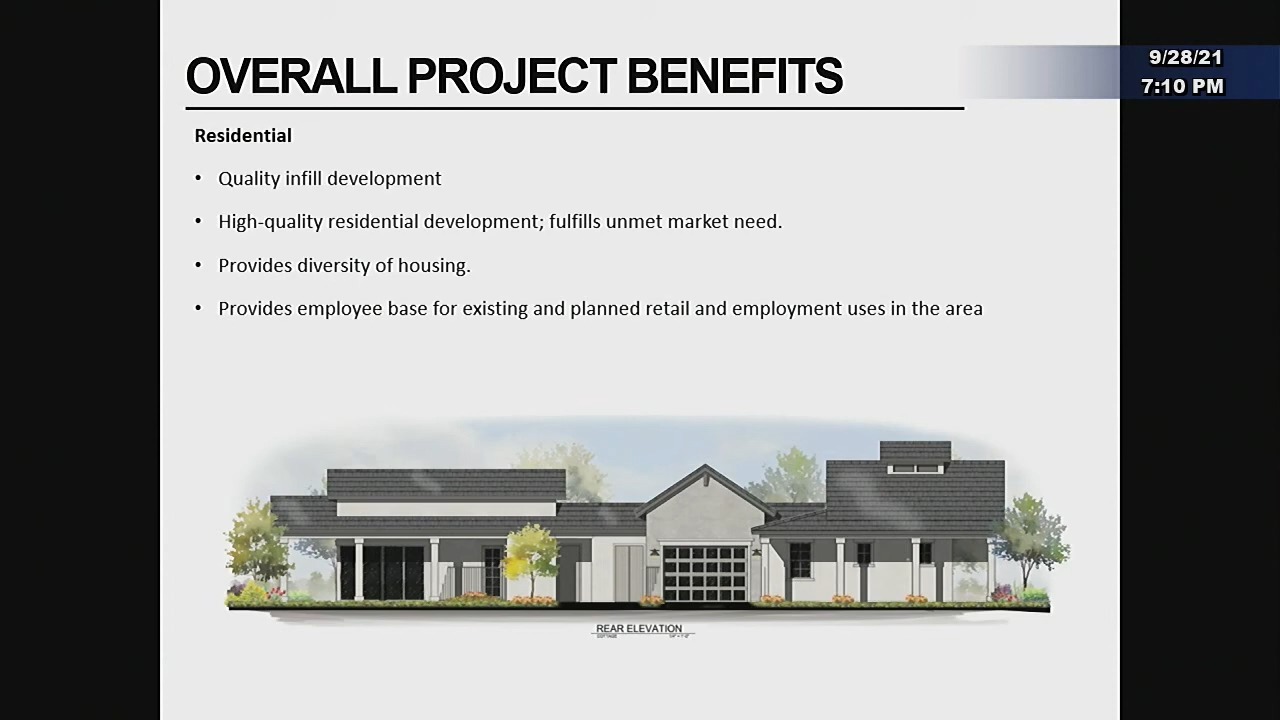 OVERALL PROJECT BENEFITS
9/28/21
7:10 PM
Residential
• Quality infill development
• High-quality residential development; fulfills unmet market need.
• Provides diversity of housing.
• Provides employee base for existing and planned retail and employment uses in the area
REAR ELEVATION